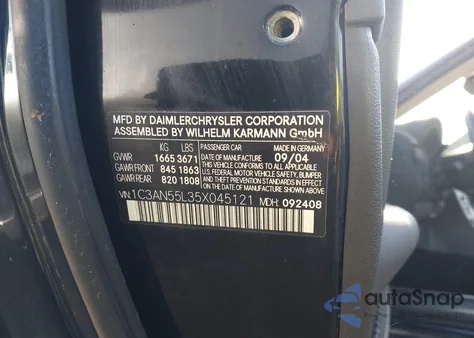 MFD BY DAIMLERCHRYSLER CORPORATION
ASSEMBLED BY WILHELM KARMANN GmbH
KG LBS PASSENGER CAR MADE IN GERMANY
GVWR 1665 3671 DATE OF MANUFACTURE 09/04
GAWR FRONT 845 1863 THIS VEHICLE CONFORMS TO ALL APPLICABLE
GAWR REAR 820 1808 U.S. FEDERAL MOTOR VEHICLE SAFETY, BUMPER
AND THEFT PREVENTION STANDARDS IN EFFECT
ON THE DATE OF MANUFACTURE SHOWN ABOVE.
VIN: 1C3AN55L35X045121 MDH: 092408
autoSnap